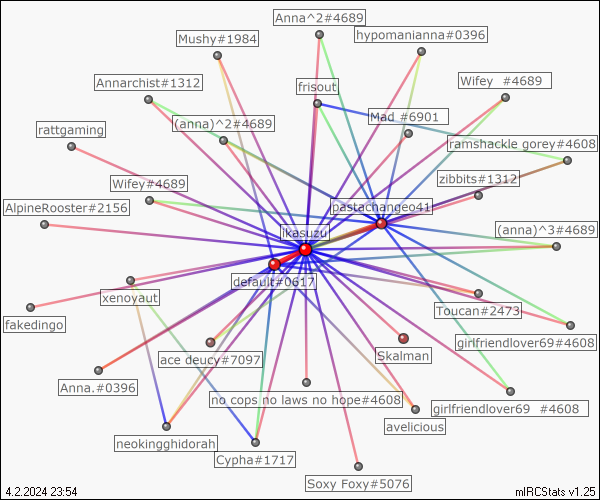 Anna^2#4689
Mushy#1984
hypomanianna#0396
Annarchist#1312
frisout
Wifey  #4689
(anna)^2#4689
Mad_#6901
rattgaming
ramshackle gorey#4608
Wifey#4689
zibbits#1312
AlpineRooster#2156
pastachangeo41
ikasuzu
(anna)^3#4689
default#0617
xenoyaut
Toucan#2473
fakedingo
ace deucy#7097
Skalman
girlfriendlover69#4608
Anna.#0396
no cops no laws no hope#4608
girlfriendlover69  #4608
neokingghidorah
avelicious
Cypha#1717
Soxy Foxy#5076
4.2.2024 23:54
mIRCStats v1.25